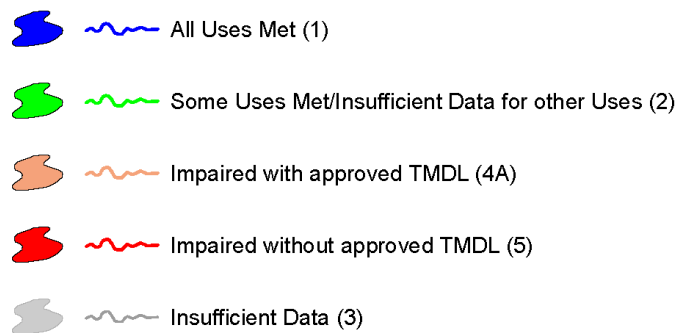 All Uses Met (1)
Some Uses Met/Insufficient Data for other Uses (2)
Impaired with approved TMDL (4A)
Impaired without approved TMDL (5)
Insufficient Data (3)